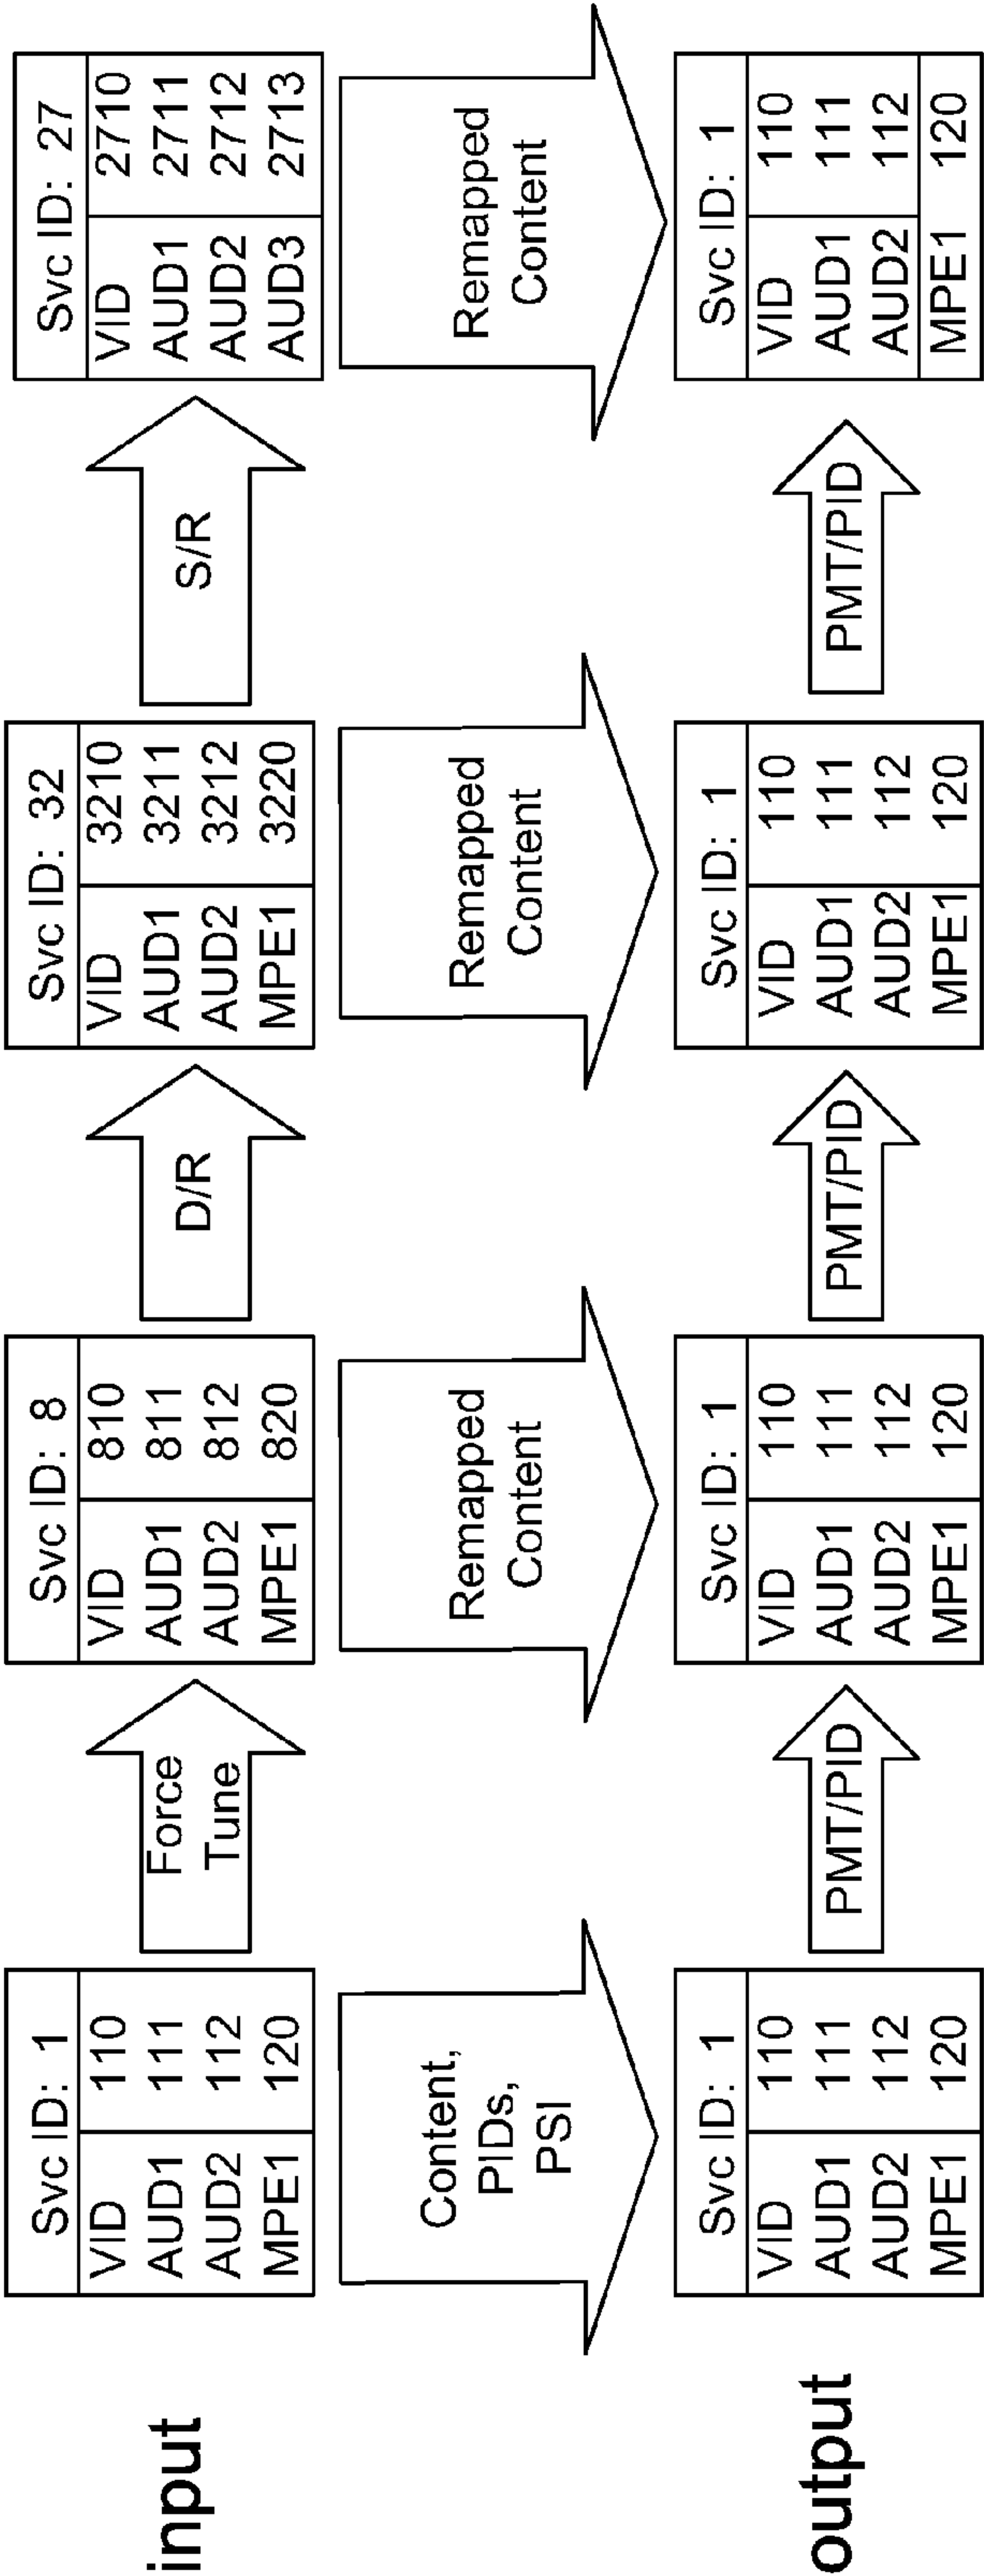 input
Svc ID: 1
VID 110
AUD1 111
AUD2 112
MPE1 120
Force
Tune
Svc ID: 8
VID 810
AUD1 811
AUD2 812
MPE1 820
D/R
Svc ID: 32
VID 3210
AUD1 3211
AUD2 3212
MPE1 3220
S/R
Svc ID: 27
VID 2710
AUD1 2711
AUD2 2712
AUD3 2713
Content,
PIDs,
PSI
Remapped
Content
Remapped
Content
Remapped
Content
output
Svc ID: 1
VID 110
AUD1 111
AUD2 112
MPE1 120
PMT/PID
Svc ID: 1
VID 110
AUD1 111
AUD2 112
MPE1 120
PMT/PID
Svc ID: 1
VID 110
AUD1 111
AUD2 112
MPE1 120
PMT/PID
Svc ID: 1
VID 110
AUD1 111
AUD2 112
MPE1 120